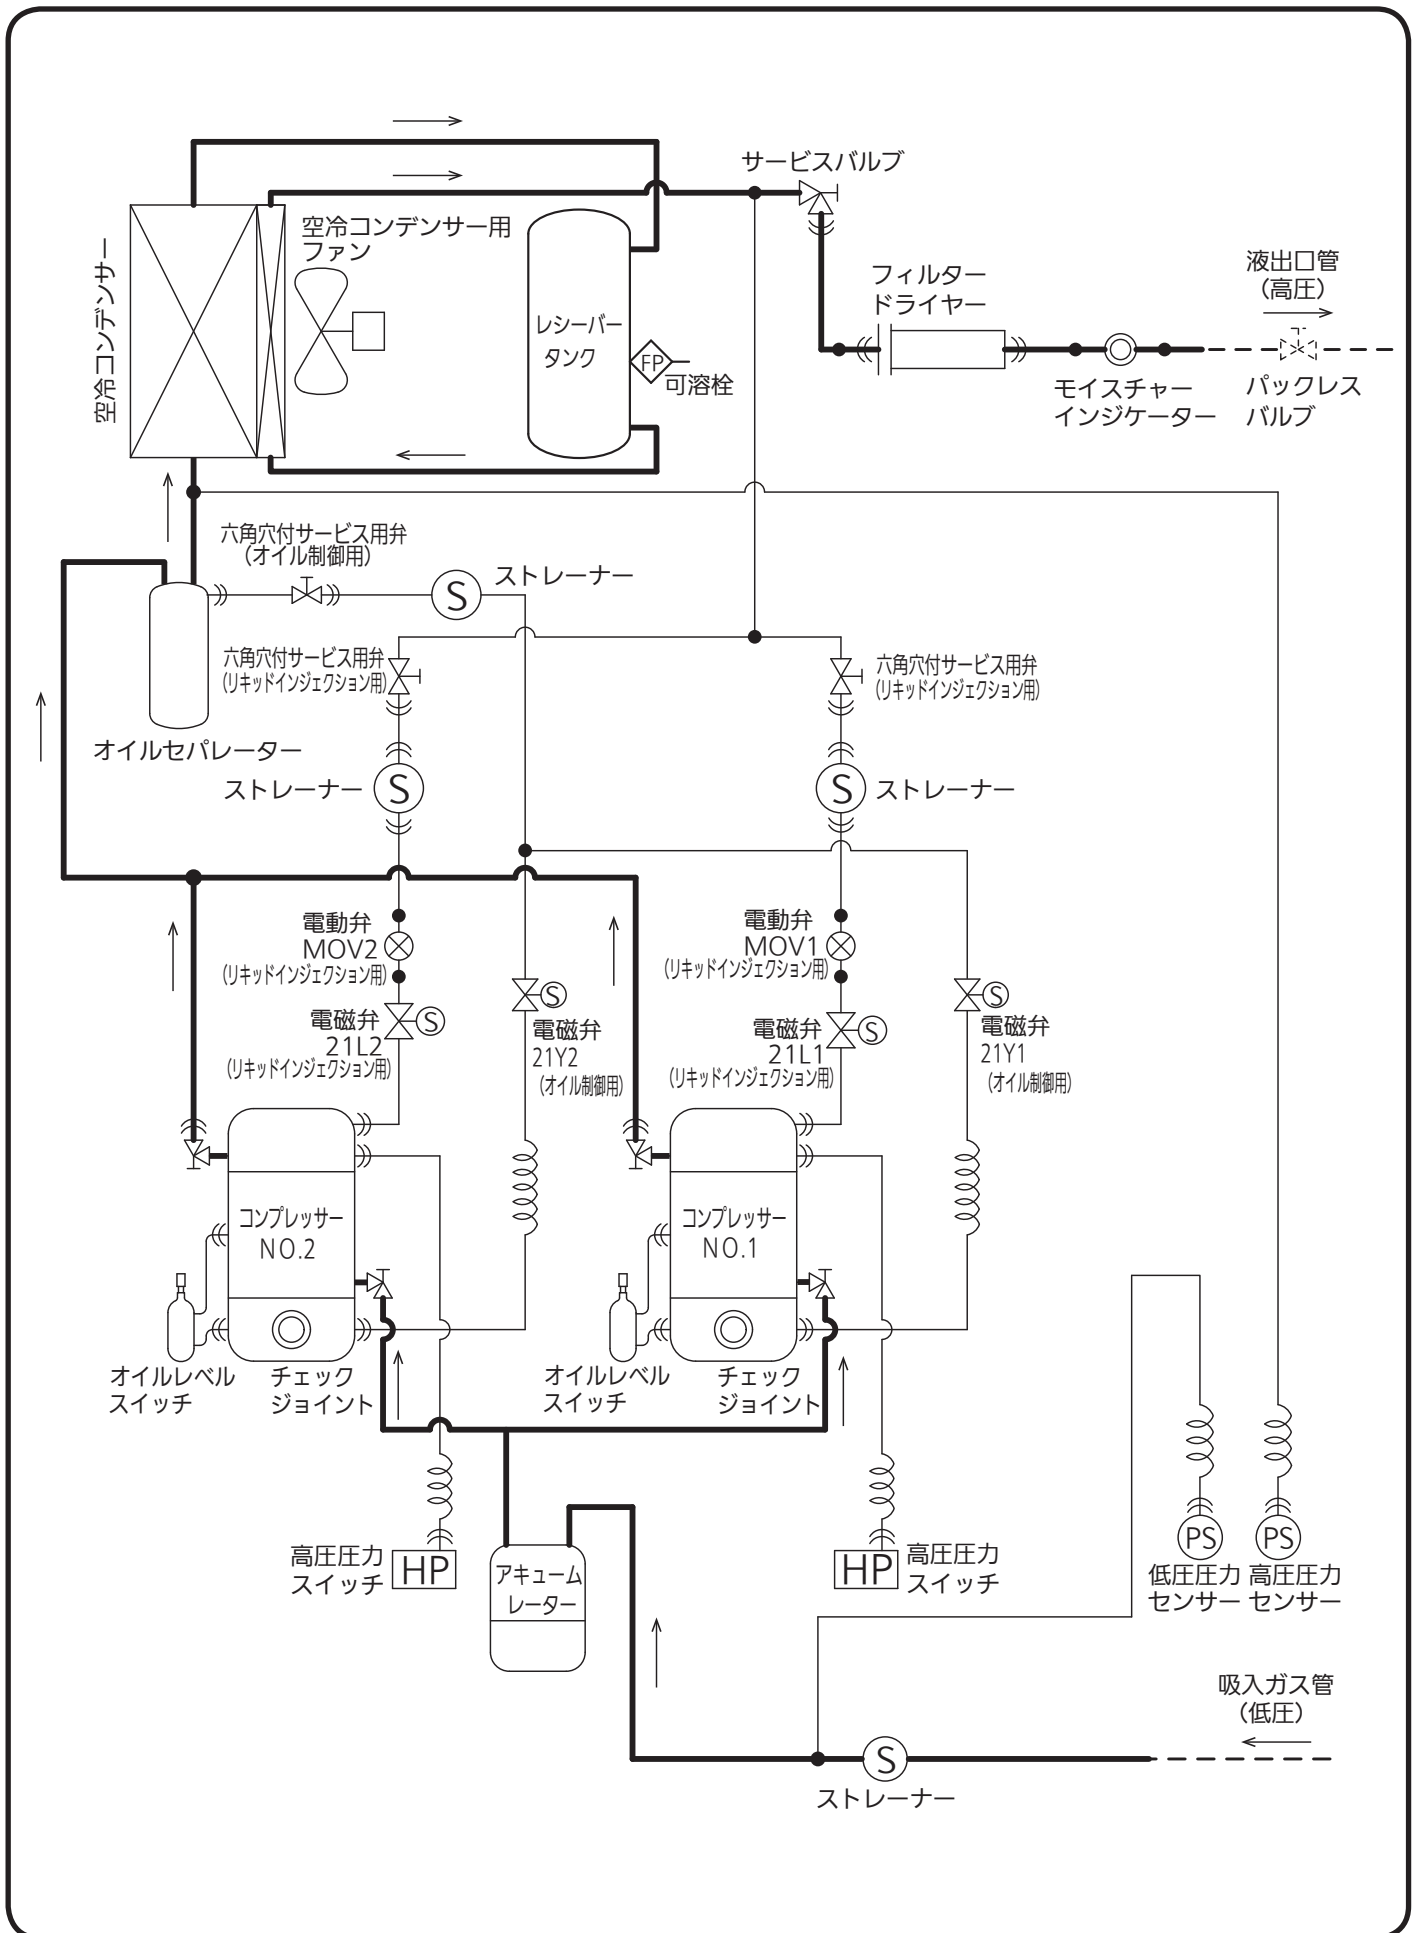 サービスバルブ
空冷コンデンサー
空冷コンデンサー用
ファン
レシーバー
タンク
FP
可溶栓
フィルター
ドライヤー
モイスチャー
インジケーター
液出口管
（高圧）
パックレス
バルブ
六角穴付サービス用弁
（オイル制御用）
S
ストレーナー
六角穴付サービス用弁
（リキッドインジェクション用）
六角穴付サービス用弁
（リキッドインジェクション用）
オイルセパレーター
ストレーナー
S
S
ストレーナー
電動弁
MOV2
（リキッドインジェクション用）
電動弁
MOV1
（リキッドインジェクション用）
電磁弁
21L2
（リキッドインジェクション用）
S
S
電磁弁
21Y2
（オイル制御用）
電磁弁
21L1
（リキッドインジェクション用）
S
S
電磁弁
21Y1
（オイル制御用）
コンプレッサー
NO.2
コンプレッサー
NO.1
オイルレベル
スイッチ
チェック
ジョイント
オイルレベル
スイッチ
チェック
ジョイント
高圧圧力
スイッチ
HP
アキューム
レーター
HP
高圧圧力
スイッチ
PS
低圧圧力
センサー
PS
高圧圧力
センサー
吸入ガス管
（低圧）
S
ストレーナー